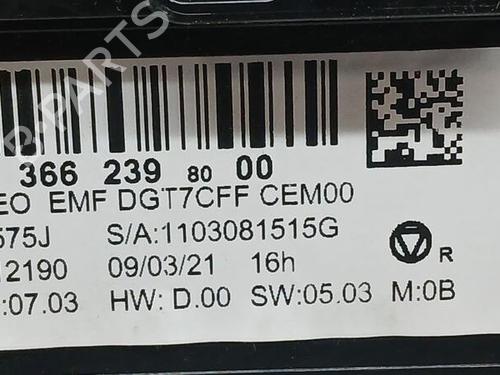 B-PARTS
366 239 80 00
EO EMF DGT7CFF CEM00
575J S/A:1103081515G
2190 09/03/21 16h
R
:07.03 HW: D.00 SW:05.03 M:0B